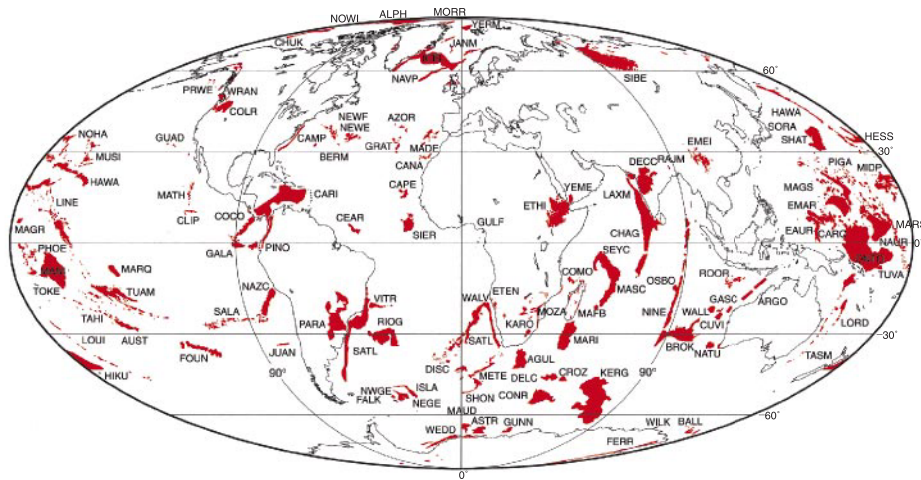 MORR
ALPH
NOWI
YERM
CHUK
JANM
60°
SIBE
NAVP
PRWE
WRAN
COLR
HAWA
SORA
SHAT
HESS
NEWF
AZOR
NOHA
GUAD
CAMP
NEWE
GRAT
MADE
EMEI
30°
MUSI
BERM
CANA
DECC
RAJM
PIGA
MIDP
HAWA
CAPE
YEME
LAXM
MAGS
MATH
CARI
LINE
COCO
CLIP
ETHI
EMAR
MAGR
CEAR
SIER
GULF
CHAG
EAUR
CARO
MARS
NAUR
0°
PHOE
GALA
PINO
SEYC
MARQ
COMO
ROOR
TUVA
TOKE
TUAM
NAZC
VITR
WALV
ETEN
MASC
OSBO
GASC
ARGO
MOZA
MAFB
NINE
WALL
TAHI
SALA
PARA
RIOG
KARO
CUVI
LORD
LOUI
AUST
SATL
SATL
MARI
BROK
NATU
−30°
FOUN
JUAN
AGUL
TASM
HIKU
90°
DISC
METE
DELC
CROZ
KERG
90°
NWGE
ISLA
FALK
NEGE
SHON
CONR
MAUD
−60°
WEDD
ASTR
GUNN
WILK
BALL
FERR
0°